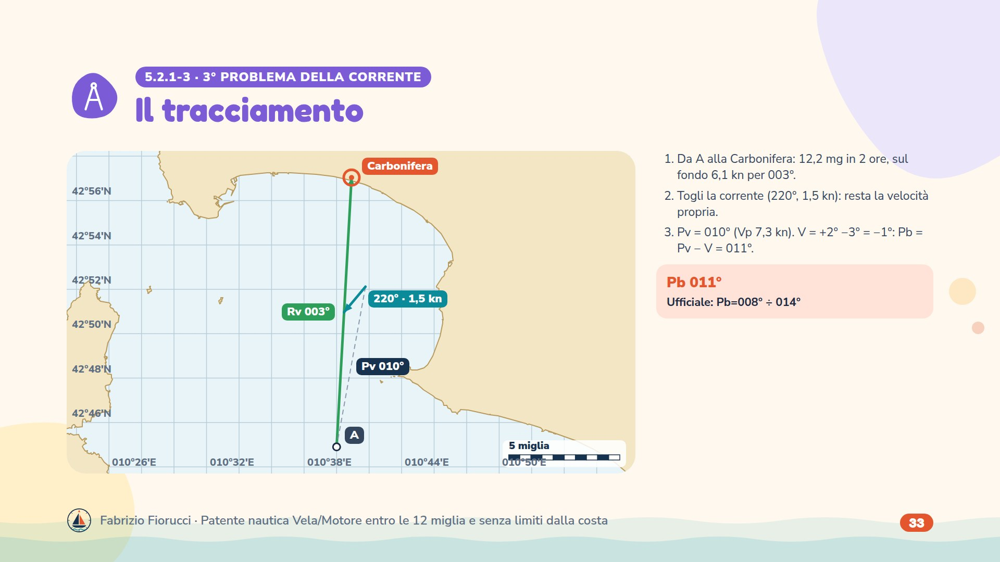 5.2.1-3 · 3° PROBLEMA DELLA CORRENTE
Il tracciamento
Carbonifera
42°56'N
42°54'N
42°52'N
220° · 1,5 kn
Rv 003°
42°50'N
Pv 010°
42°48'N
42°46'N
A
5 miglia
010°26'E
010°32'E
010°38'E
010°44'E
010°50'E
1. Da A alla Carbonifera: 12,2 mg in 2 ore, sul
fondo 6,1 kn per 003°.
2. Togli la corrente (220°, 1,5 kn): resta la velocità
propria.
3. Pv = 010° (Vp 7,3 kn). V = +2° −3° = −1°: Pb =
Pv − V = 011°.
Pb 011°
Ufficiale: Pb=008° ÷ 014°
Fabrizio Fiorucci · Patente nautica Vela/Motore entro le 12 miglia e senza limiti dalla costa
33